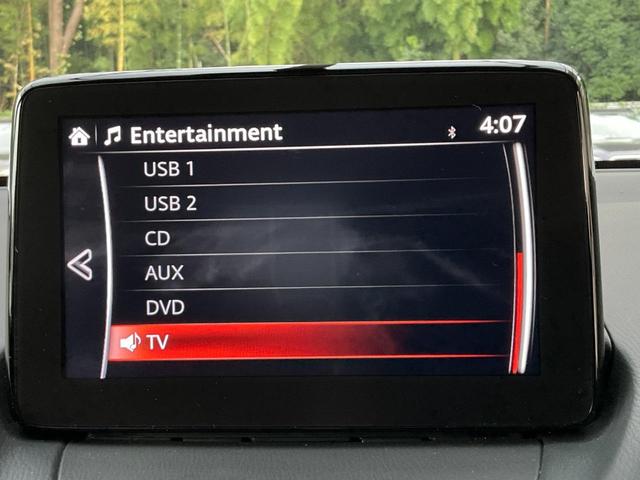 Entertainment
4:07
USB 1
USB 2
CD
AUX
DVD
TV